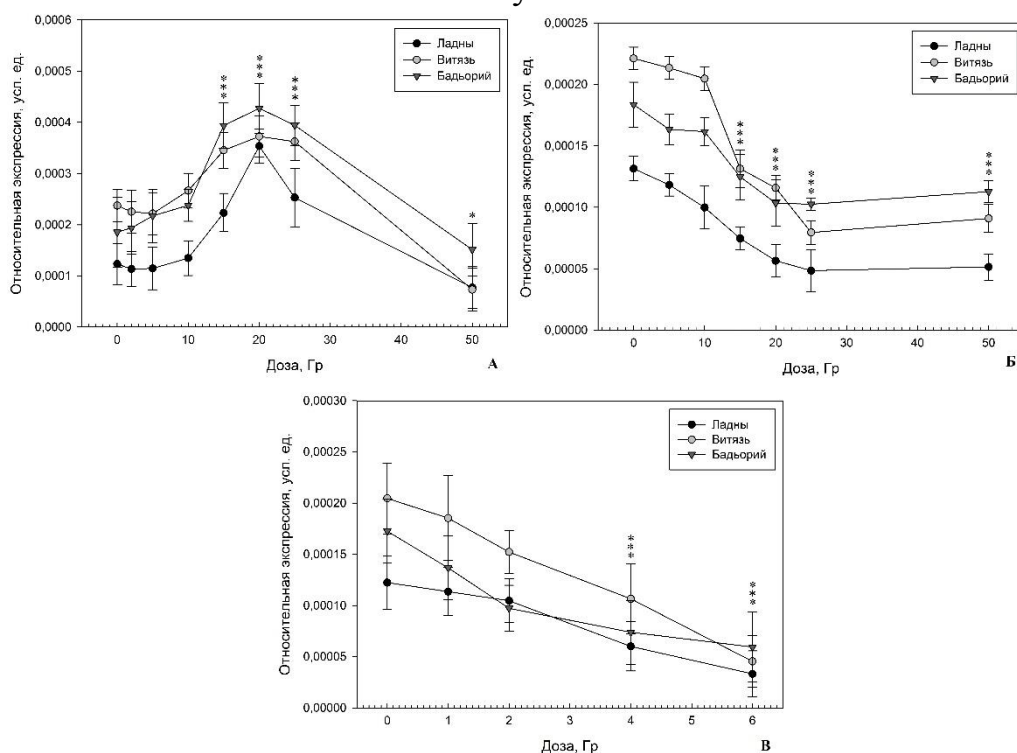 у
0,0006
0,0005
0,0004
0,0003
0,0002
0,0001
0,0000
Относительная экспрессия, усл. ед.
Ладны
Витязь
Бадьорий
***
***
***
*
0 10 20 30 40 50
Доза, Гр
А
0,00025
0,00020
0,00015
0,00010
0,00005
0,00000
Относительная экспрессия, усл. ед.
Ладны
Витязь
Бадьорий
***
***
***
***
0 10 20 30 40 50
Доза, Гр
Б
0,00030
0,00025
0,00020
0,00015
0,00010
0,00005
0,00000
Относительная экспрессия, усл. ед.
Ладны
Витязь
Бадьорий
***
***
0 1 2 3 4 5 6
Доза, Гр
В